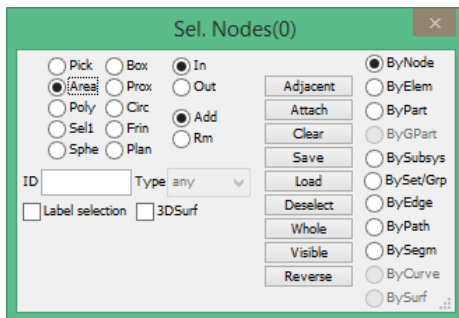 Sel. Nodes(0)
Pick Box In ByNode
Area Prox Out Adjacent ByElem
Poly Circ Add Attach ByPart
Sel1 Frin Rm Clear ByGPart
Sphe Plan Save BySubsys
ID Type any Load BySet/Grp
Label selection 3DSurf Deselect ByEdge
Whole ByPath
Visible BySegm
Reverse ByCurve
BySurf